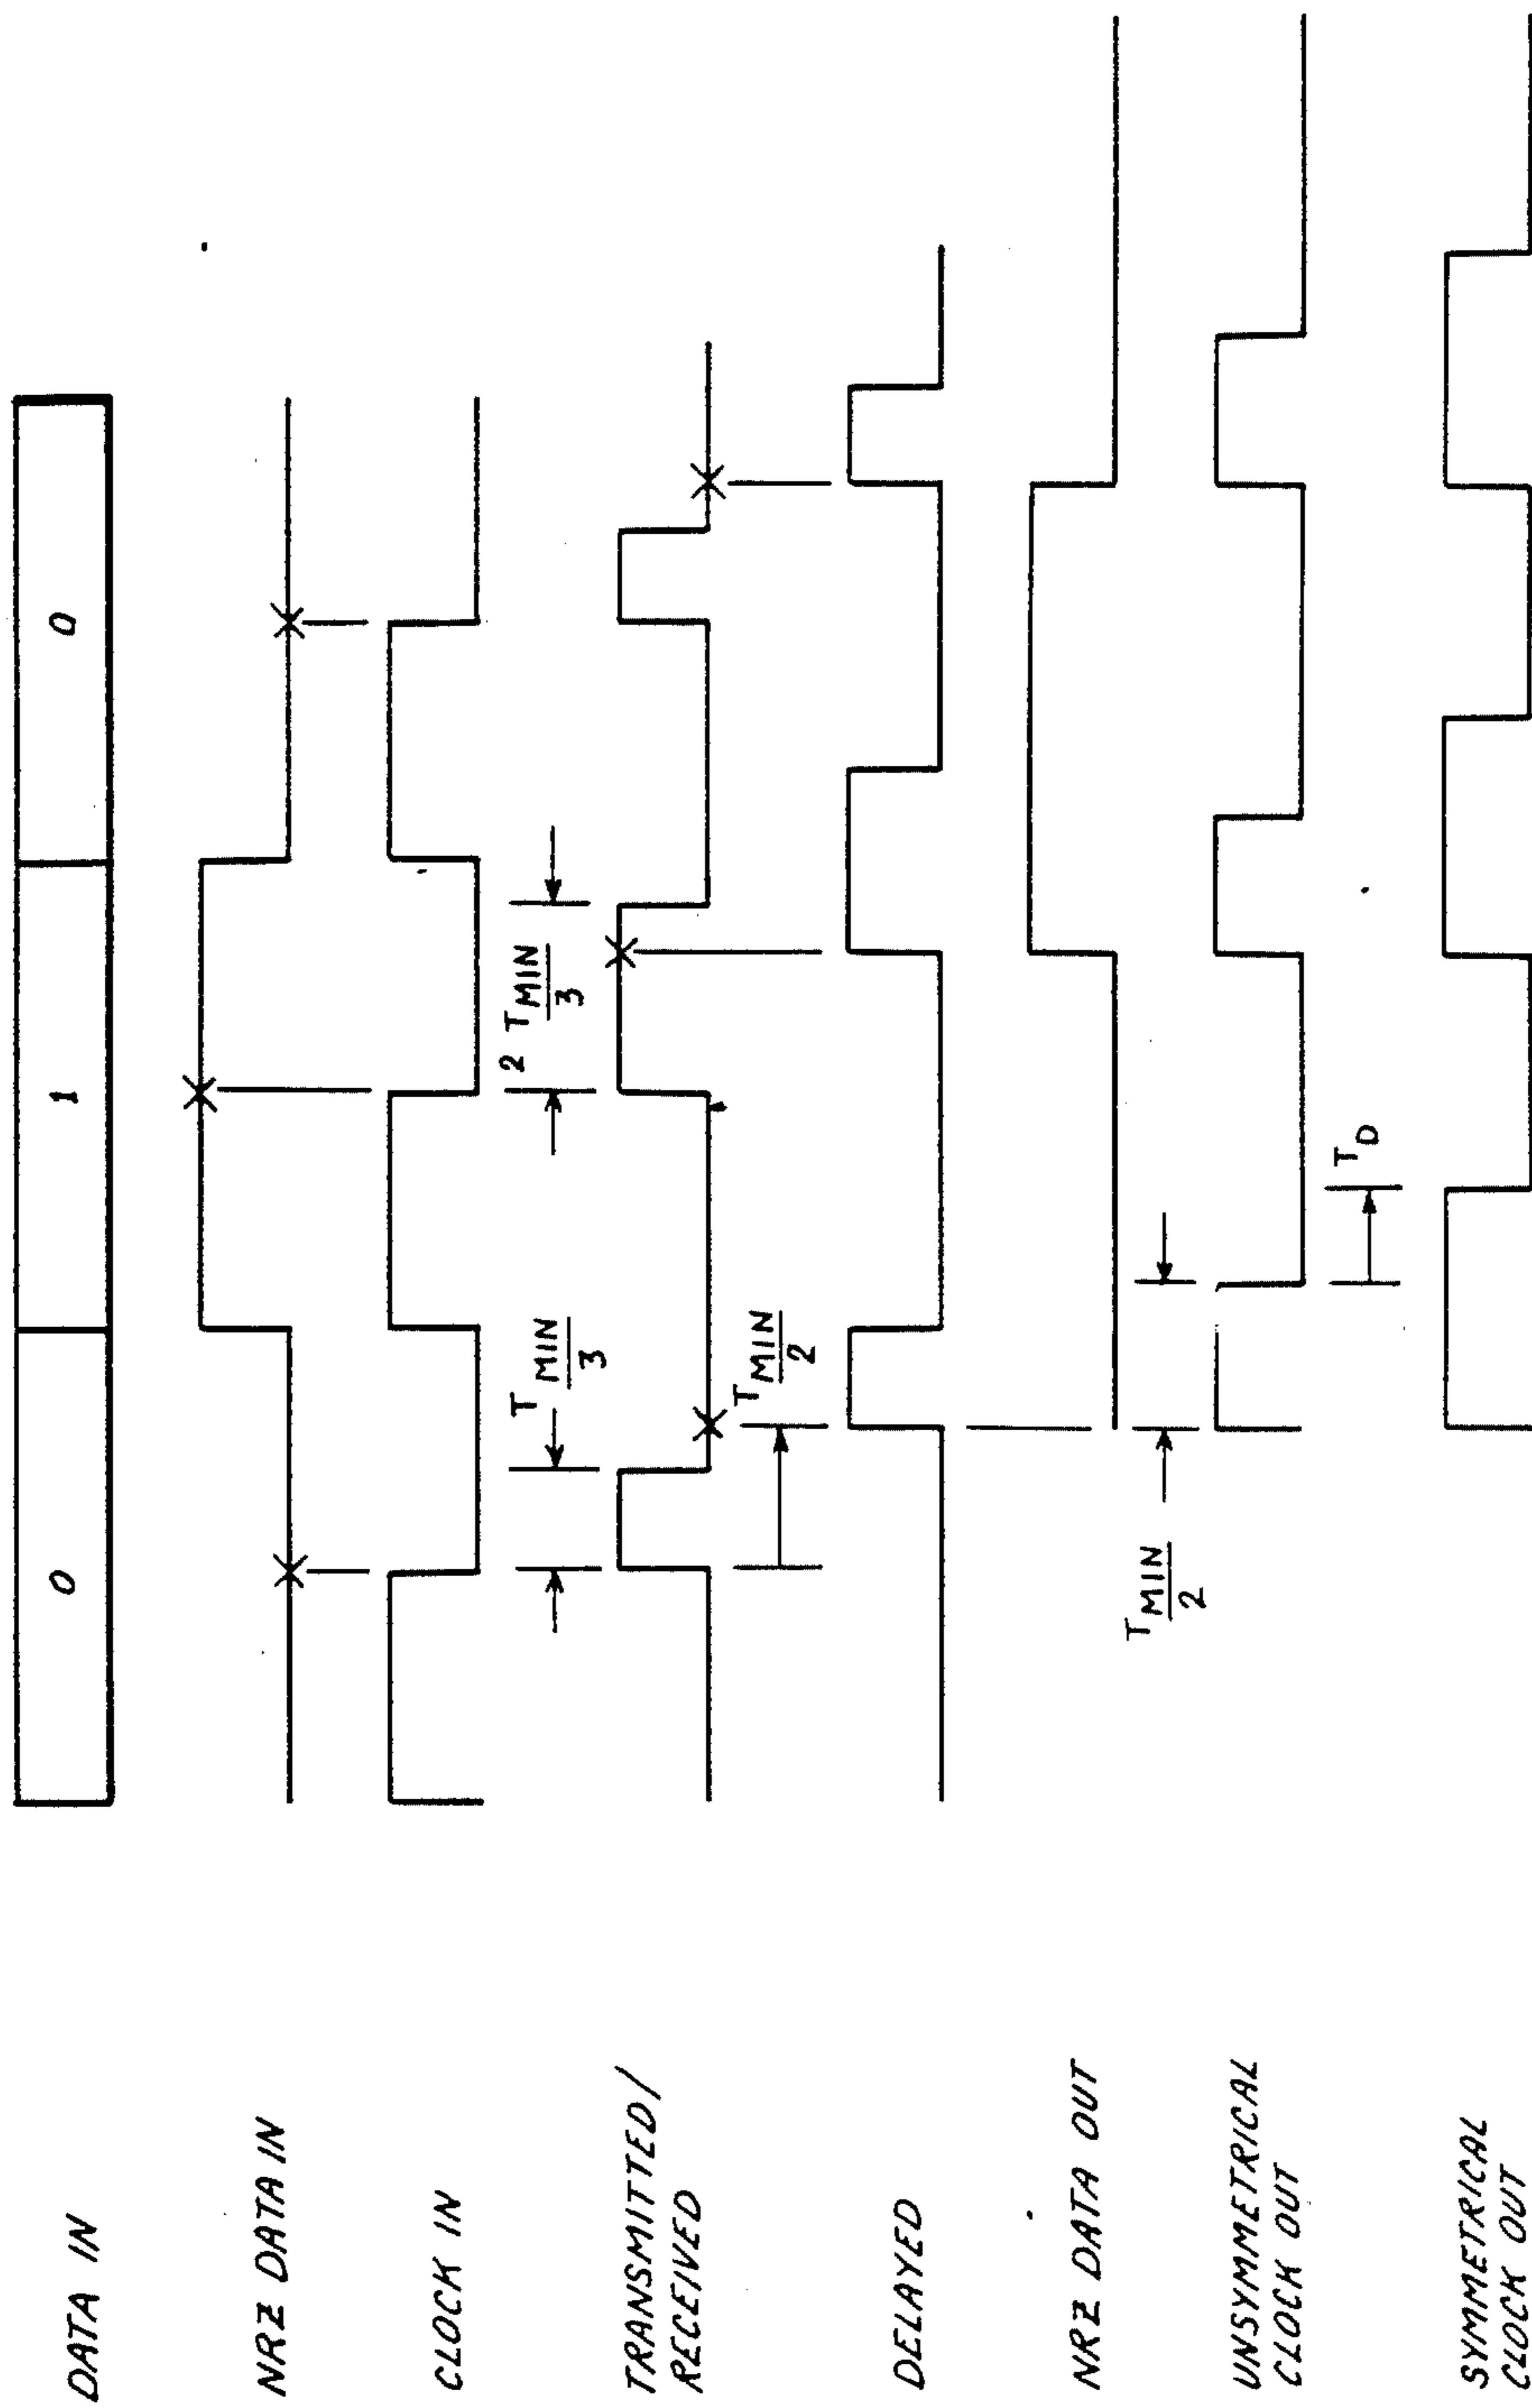 DATA IN
0 1 0
NRZ DATA IN
CLOCK IN
TRANSMITTED/
RECEIVED
T MIN
3
2 T MIN
3
T MIN
2
DELAYED
NRZ DATA OUT
UNSYMMETRICAL
CLOCK OUT
T MIN
2
T D
SYMMETRICAL
CLOCK OUT